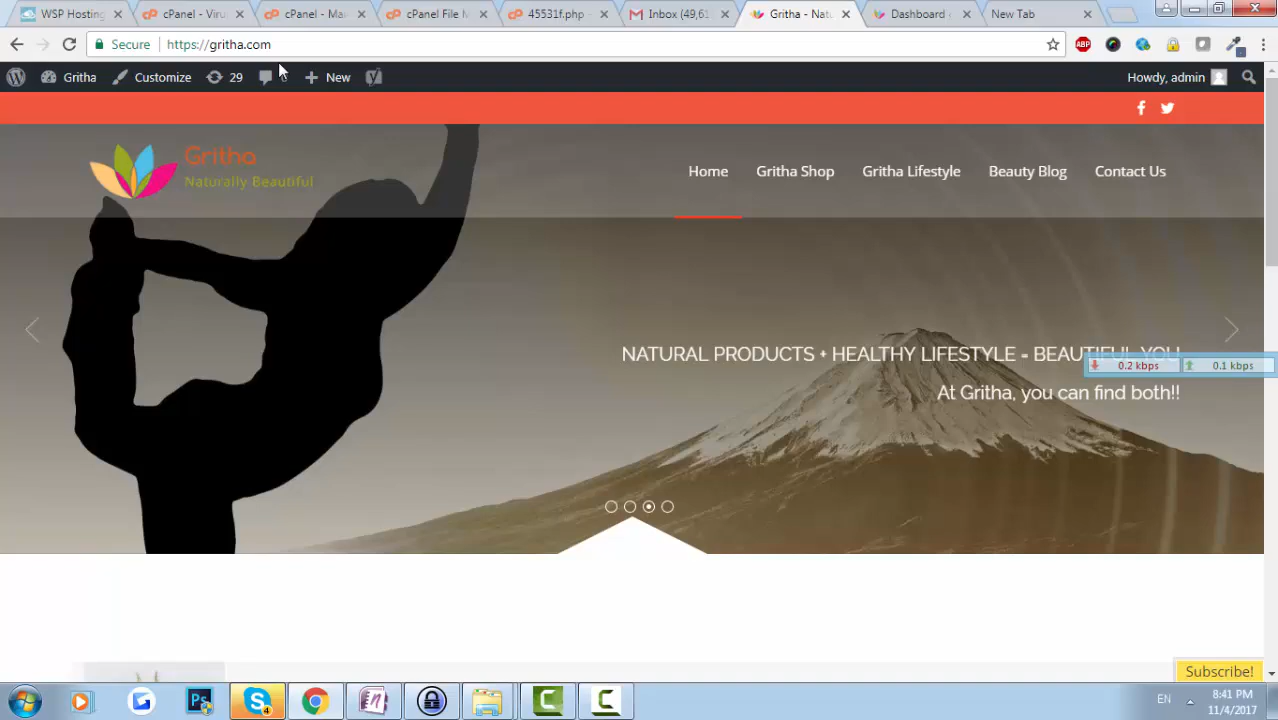 WSP Hosting
cPanel - Viru
cPanel - Ma
cPanel File
45531f.php -
Inbox (49,61
Gritha - Natu
Dashboard
New Tab
Secure
https://gritha.com
ABP
Gritha
Customize
29
New
Howdy, admin
Gritha
Naturally Beautiful
Home
Gritha Shop
Gritha Lifestyle
Beauty Blog
Contact Us
NATURAL PRODUCTS + HEALTHY LIFESTYLE = BEAUTIFUL YOU
0.2 kbps
0.1 kbps
At Gritha, you can find both!!
Subscribe!
EN
8:41 PM
11/4/2017